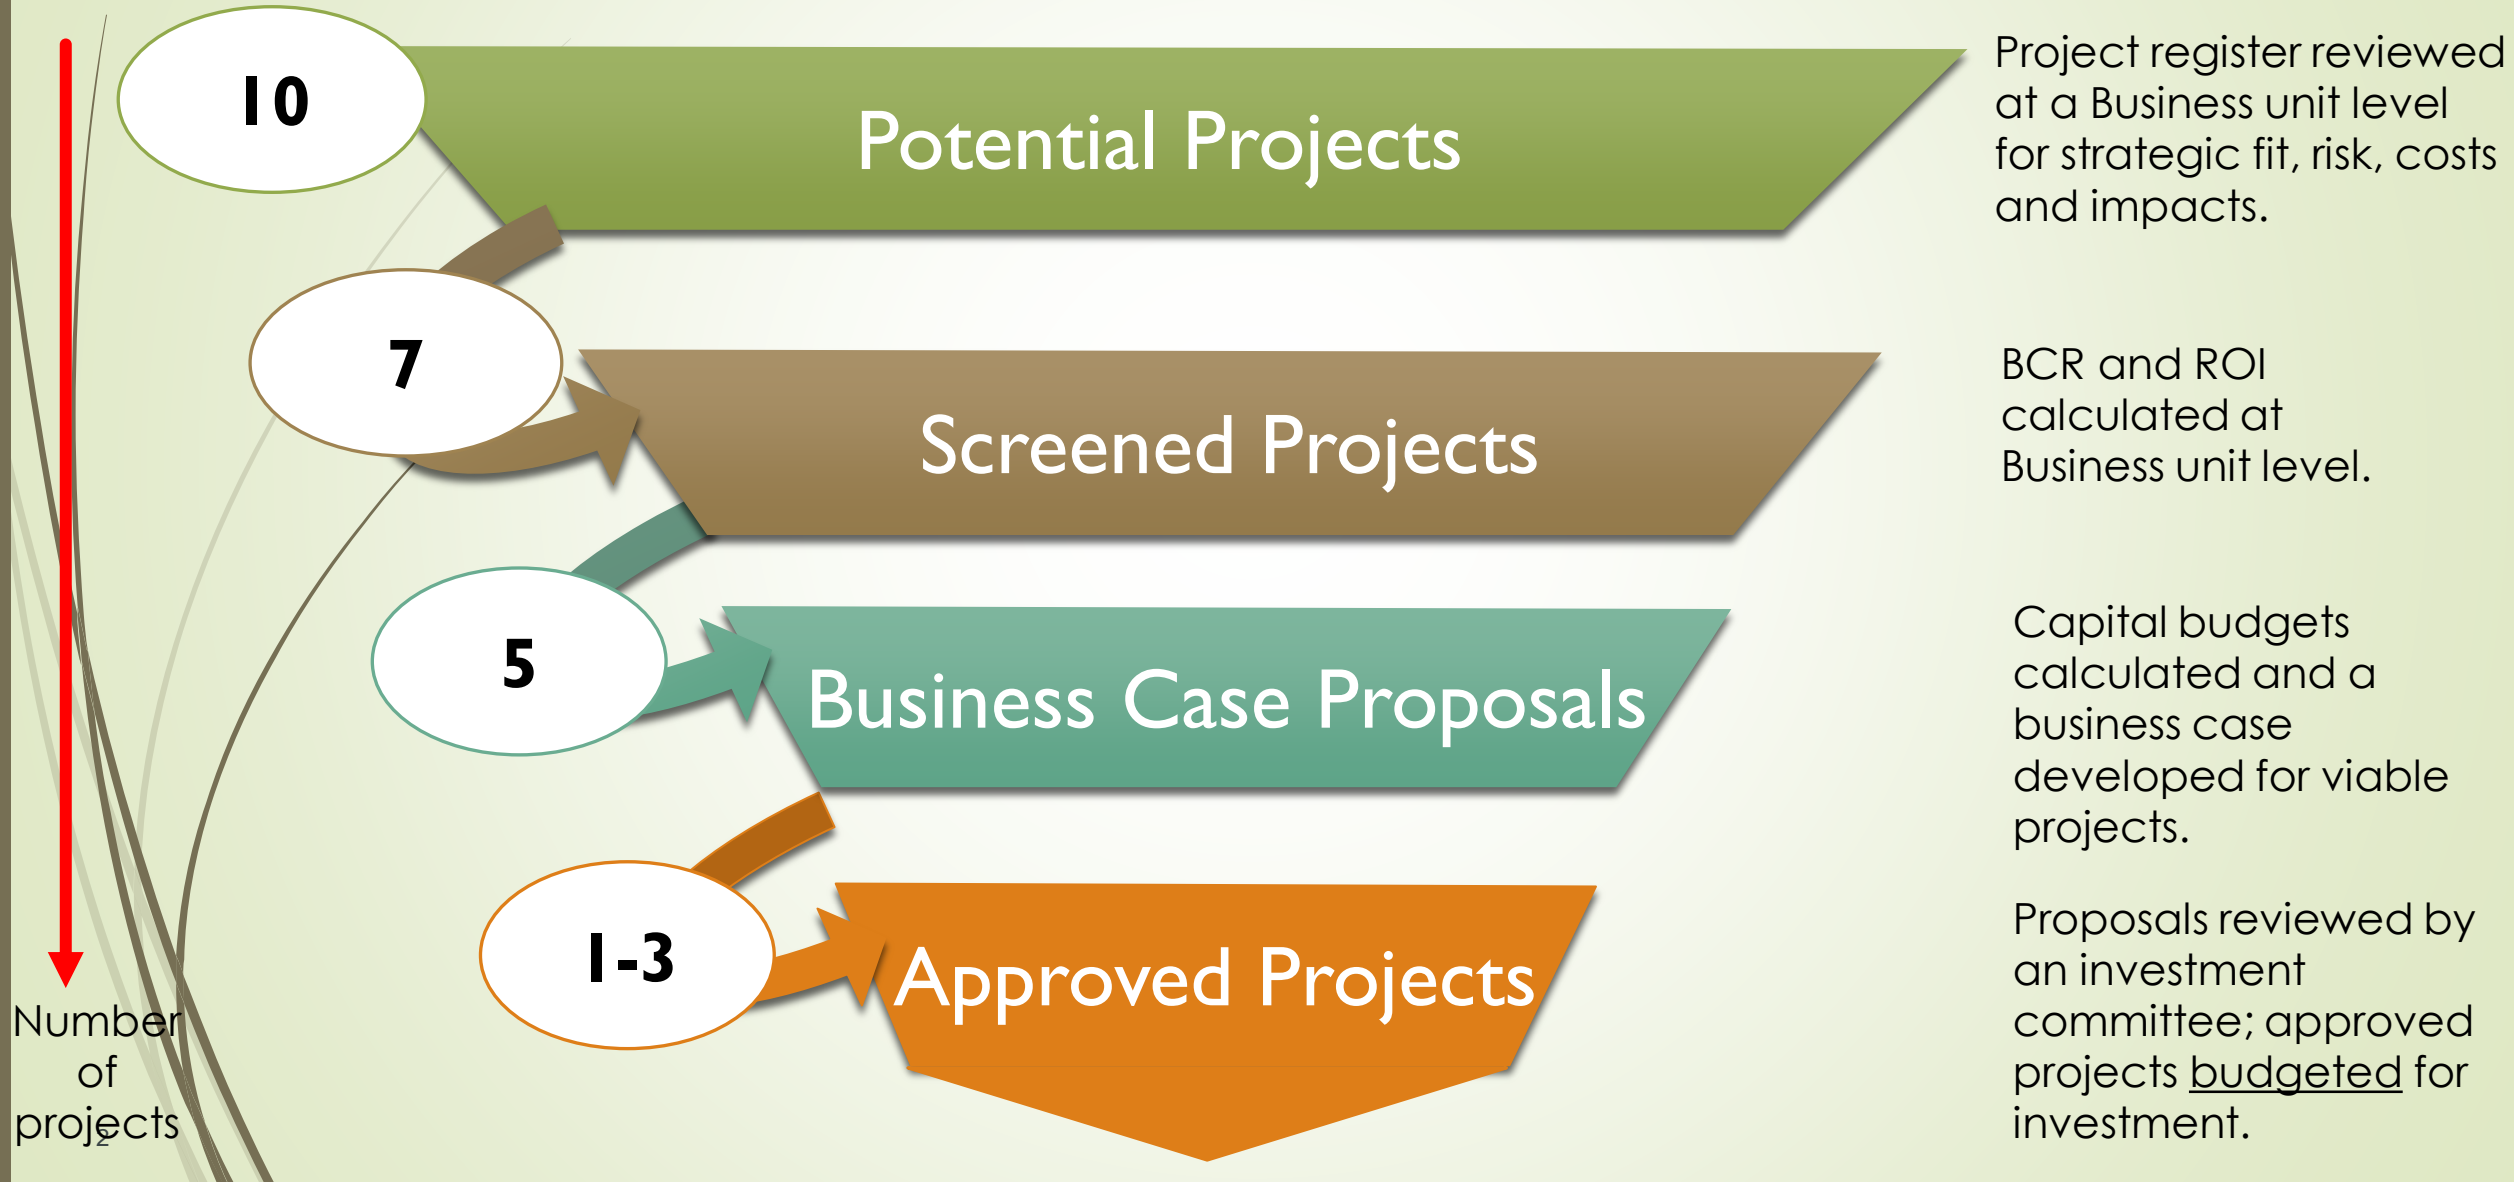 10
Potential Projects
Project register reviewed
at a Business unit level
for strategic fit, risk, costs
and impacts.
7
Screened Projects
BCR and ROI
calculated at
Business unit level.
5
Business Case Proposals
Capital budgets
calculated and a
business case
developed for viable
projects.
1-3
Approved Projects
Proposals reviewed by
an investment
committee; approved
projects budgeted for
investment.
Number
of
projects
2